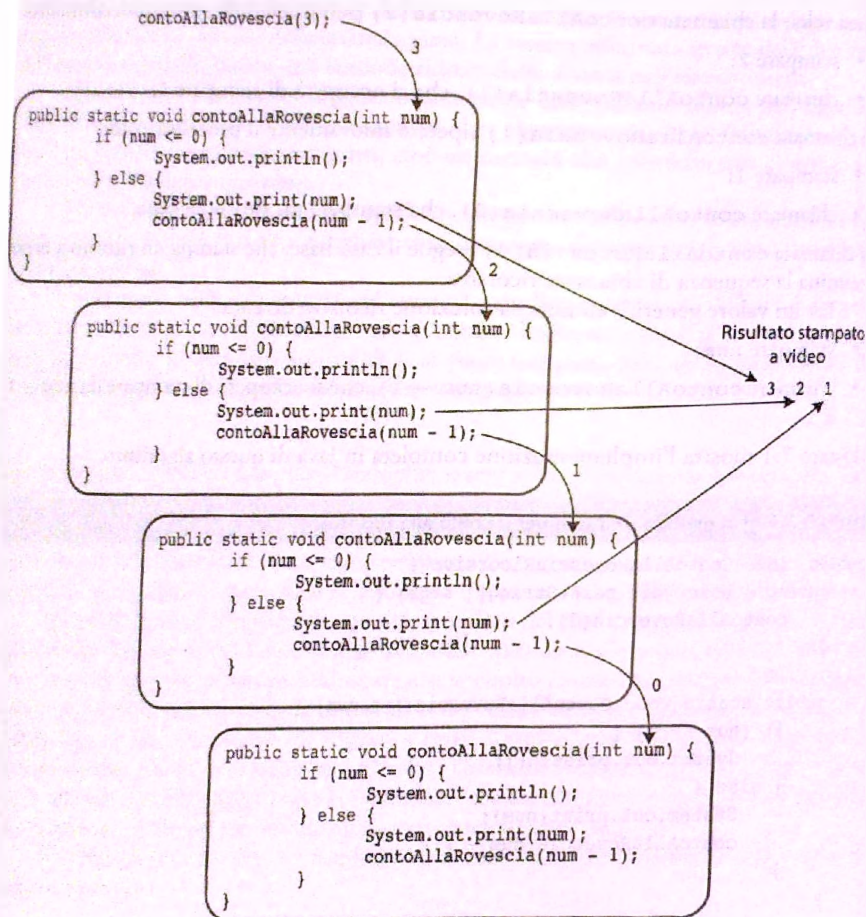 contoAllaRovescia(3);
3
public static void contoAllaRovescia(int num) {
if (num <= 0) {
System.out.println();
} else {
System.out.print(num);
contoAllaRovescia(num - 1);
}
}
2
public static void contoAllaRovescia(int num) {
if (num <= 0) {
System.out.println();
} else {
System.out.print(num);
contoAllaRovescia(num - 1);
}
}
Risultato stampato
a video
3 2 1
1
public static void contoAllaRovescia(int num) {
if (num <= 0) {
System.out.println();
} else {
System.out.print(num);
contoAllaRovescia(num - 1);
}
}
0
public static void contoAllaRovescia(int num) {
if (num <= 0) {
System.out.println();
} else {
System.out.print(num);
contoAllaRovescia(num - 1);
}
}